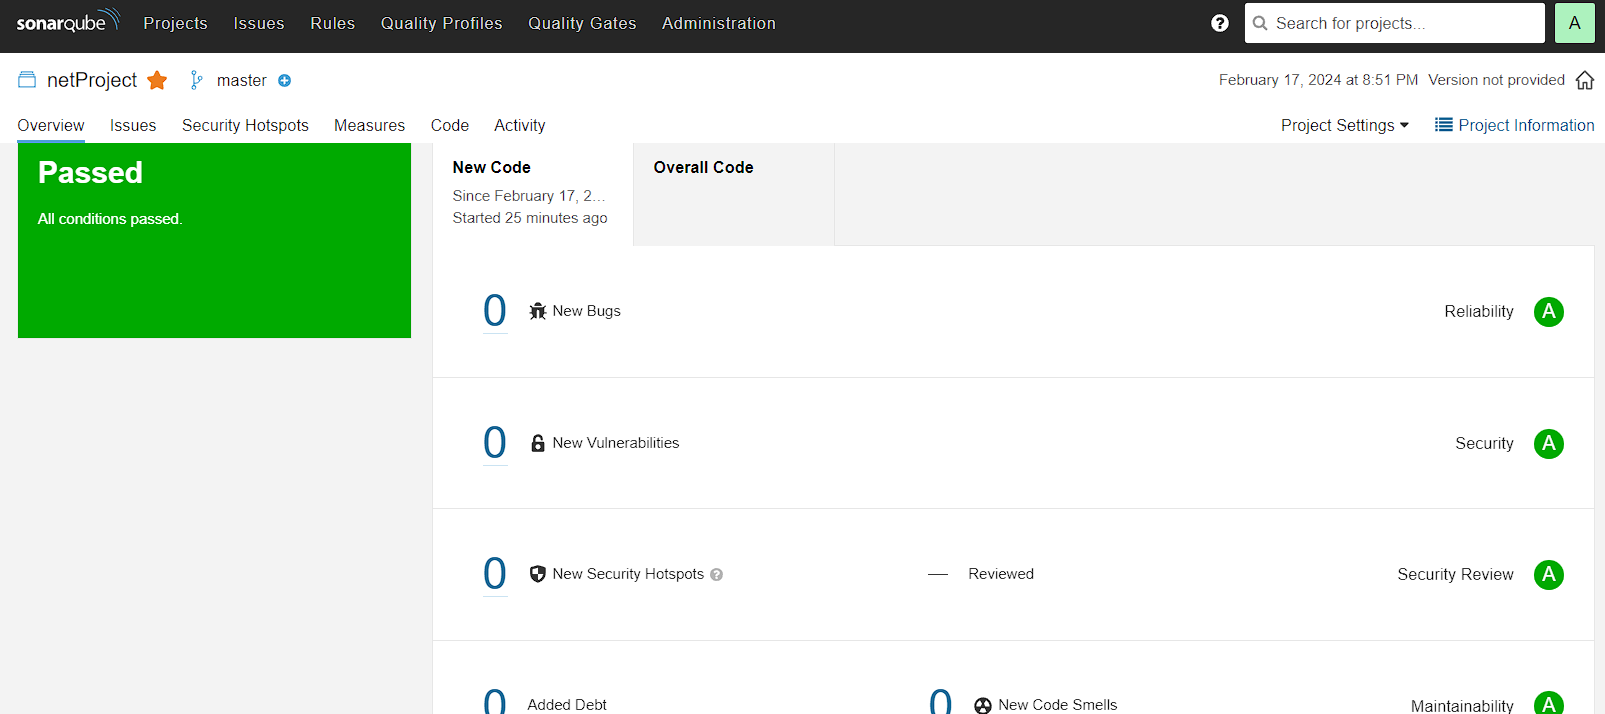 sonarqube Projects Issues Rules Quality Profiles Quality Gates Administration ? Search for projects... A
netProject master February 17, 2024 at 8:51 PM Version not provided
Overview Issues Security Hotspots Measures Code Activity Project Settings Project Information
Passed
All conditions passed.
New Code
Since February 17, 2...
Started 25 minutes ago
Overall Code
0 New Bugs Reliability A
0 New Vulnerabilities Security A
0 New Security Hotspots ? — Reviewed Security Review A
0 Added Debt 0 New Code Smells Maintainability A